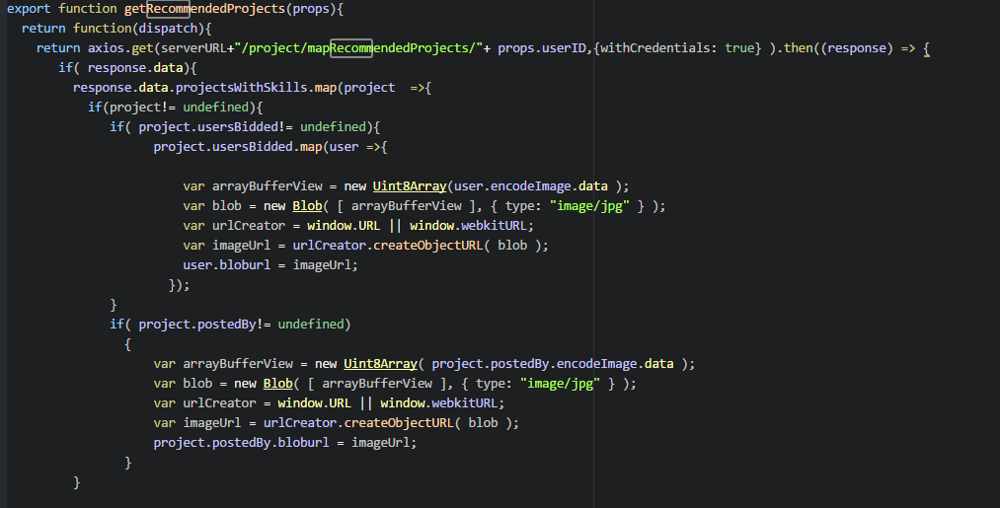 export function getRecommendedProjects(props){
return function(dispatch){
return axios.get(serverURL+"/project/mapRecommendedProjects/"+ props.userID,{withCredentials: true} ).then((response) => {
if( response.data){
response.data.projectsWithSkills.map(project  =>{
if(project!= undefined){
if( project.usersBidded!= undefined){
project.usersBidded.map(user =>{
var arrayBufferView = new Uint8Array(user.encodeImage.data );
var blob = new Blob( [ arrayBufferView ], { type: "image/jpg" } );
var urlCreator = window.URL || window.webkitURL;
var imageUrl = urlCreator.createObjectURL( blob );
user.bloburl = imageUrl;
});
}
if( project.postedBy!= undefined)
{
var arrayBufferView = new Uint8Array( project.postedBy.encodeImage.data );
var blob = new Blob( [ arrayBufferView ], { type: "image/jpg" } );
var urlCreator = window.URL || window.webkitURL;
var imageUrl = urlCreator.createObjectURL( blob );
project.postedBy.bloburl = imageUrl;
}
}